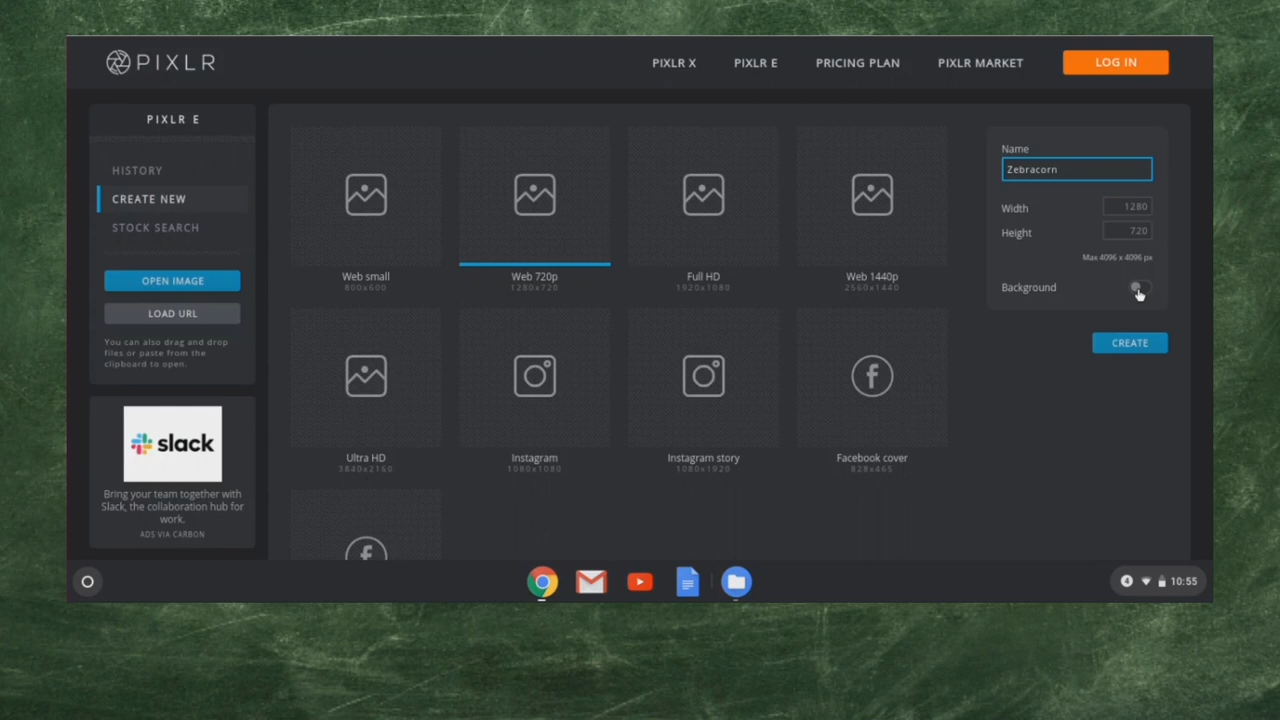 PIXLR
PIXLR X
PIXLR E
PRICING PLAN
PIXLR MARKET
LOG IN
PIXLR E
HISTORY
CREATE NEW
STOCK SEARCH
OPEN IMAGE
LOAD URL
You can also drag and drop
files or paste from the
clipboard to open.
slack
Bring your team together with
Slack, the collaboration hub for
work.
ADS VIA CARBON
Web small
800x600
Web 720p
1280x720
Full HD
1920x1080
Web 1440p
2560x1440
Ultra HD
3840x2160
Instagram
1080x1080
Instagram story
1080x1920
Facebook cover
828x465
Name
Zebracorn
Width
1280
Height
720
Max 4096 x 4096 px
Background
CREATE
4
10:55